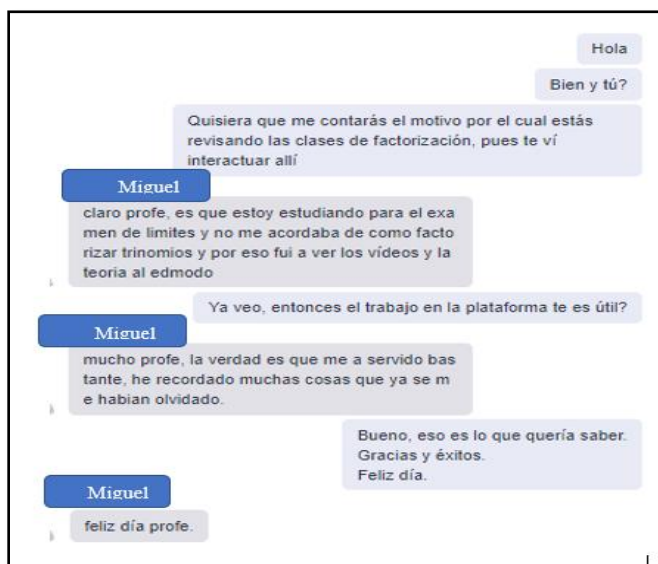 Hola
Bien y tú?
Quisiera que me contarás el motivo por el cual estás
revisando las clases de factorización, pues te ví
interactuar allí
Miguel
claro profe, es que estoy estudiando para el exa
men de limites y no me acordaba de como facto
rizar trinomios y por eso fui a ver los vídeos y la
teoria al edmodo
Ya veo, entonces el trabajo en la plataforma te es útil?
Miguel
mucho profe, la verdad es que me a servido bas
tante, he recordado muchas cosas que ya se m
e habian olvidado.
Bueno, eso es lo que quería saber.
Gracias y éxitos.
Feliz día.
Miguel
feliz día profe.